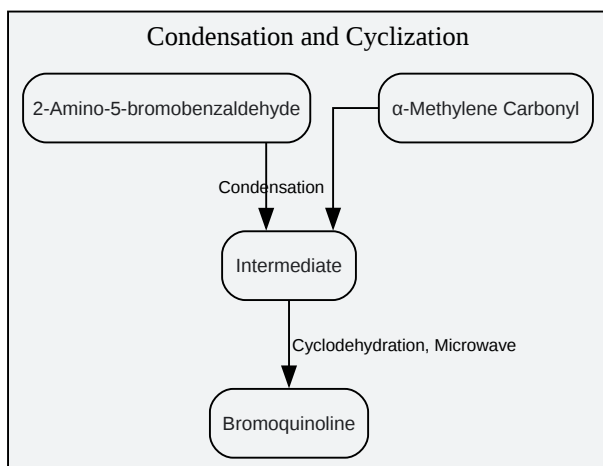 Condensation and Cyclization
2-Amino-5-bromobenzaldehyde
α-Methylene Carbonyl
Condensation
Intermediate
Cyclodehydration, Microwave
Bromoquinoline